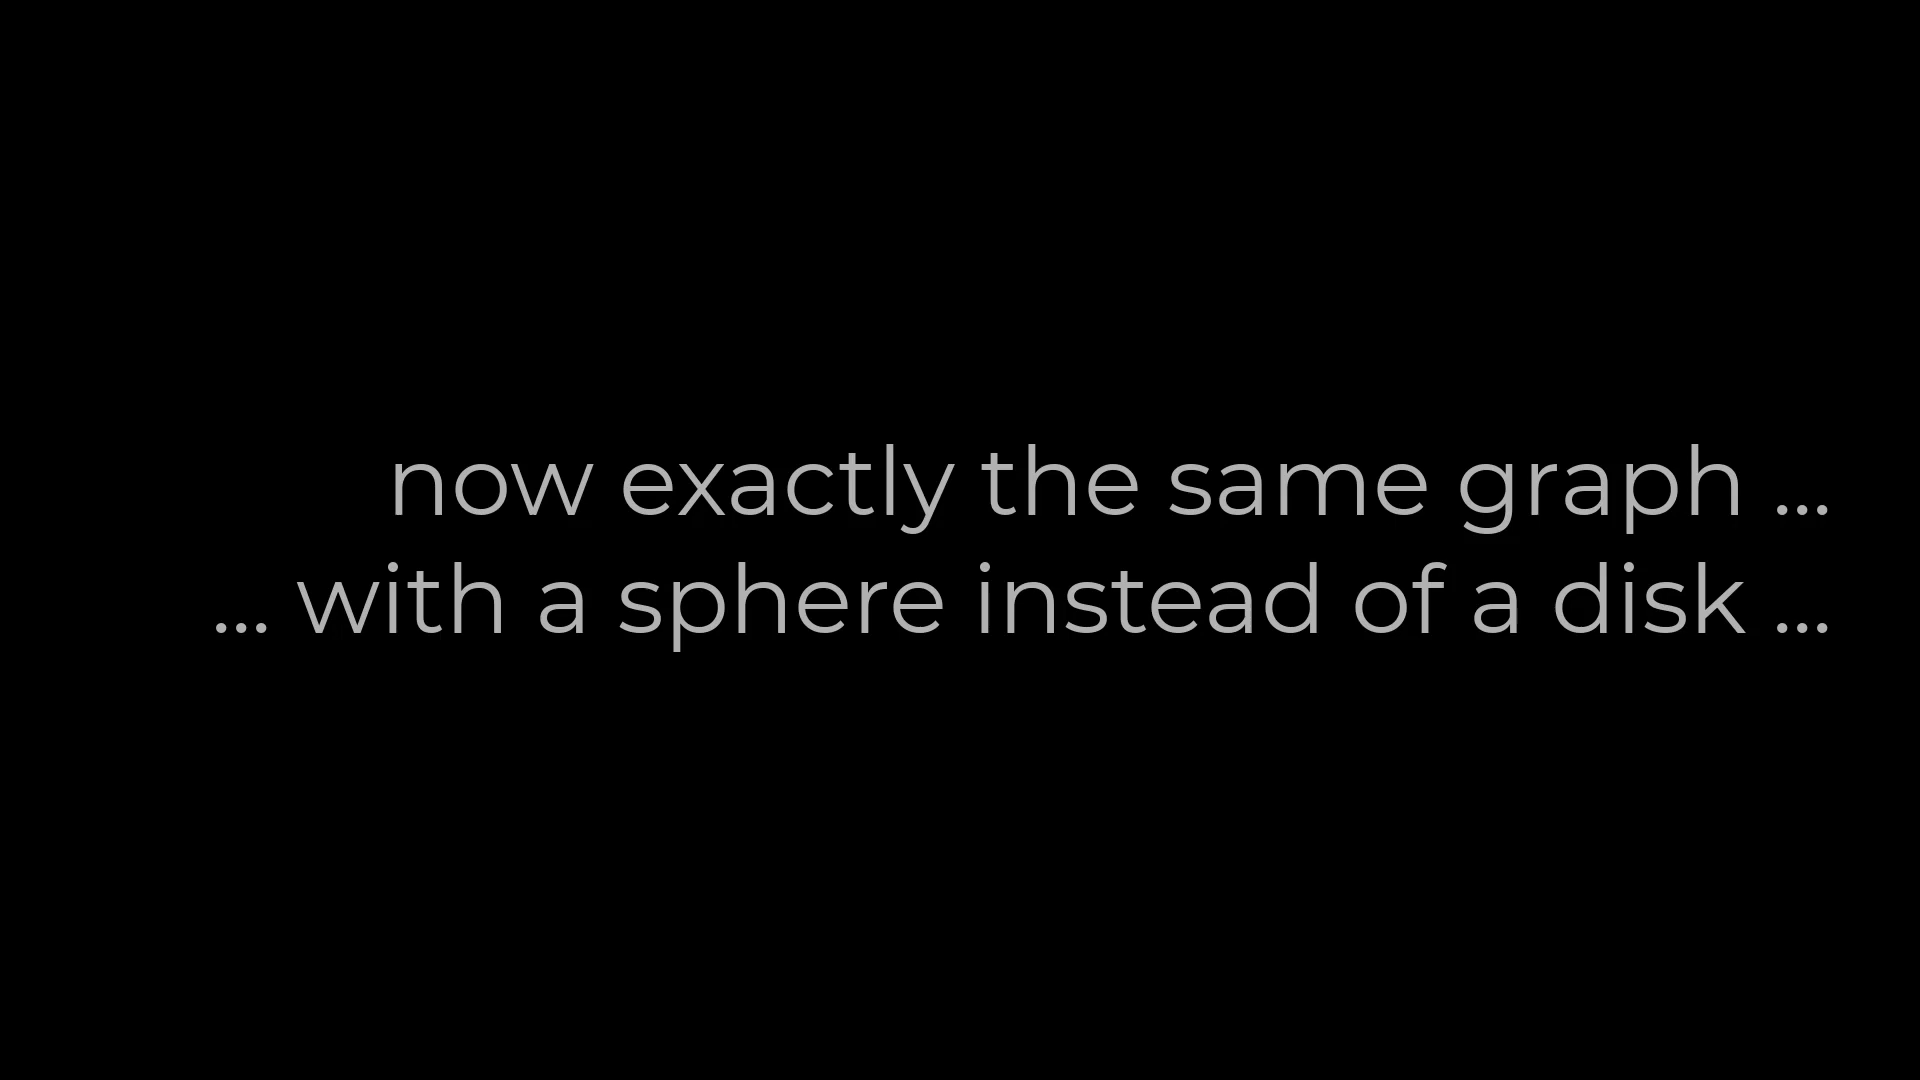 now exactly the same graph ...
... with a sphere instead of a disk ...